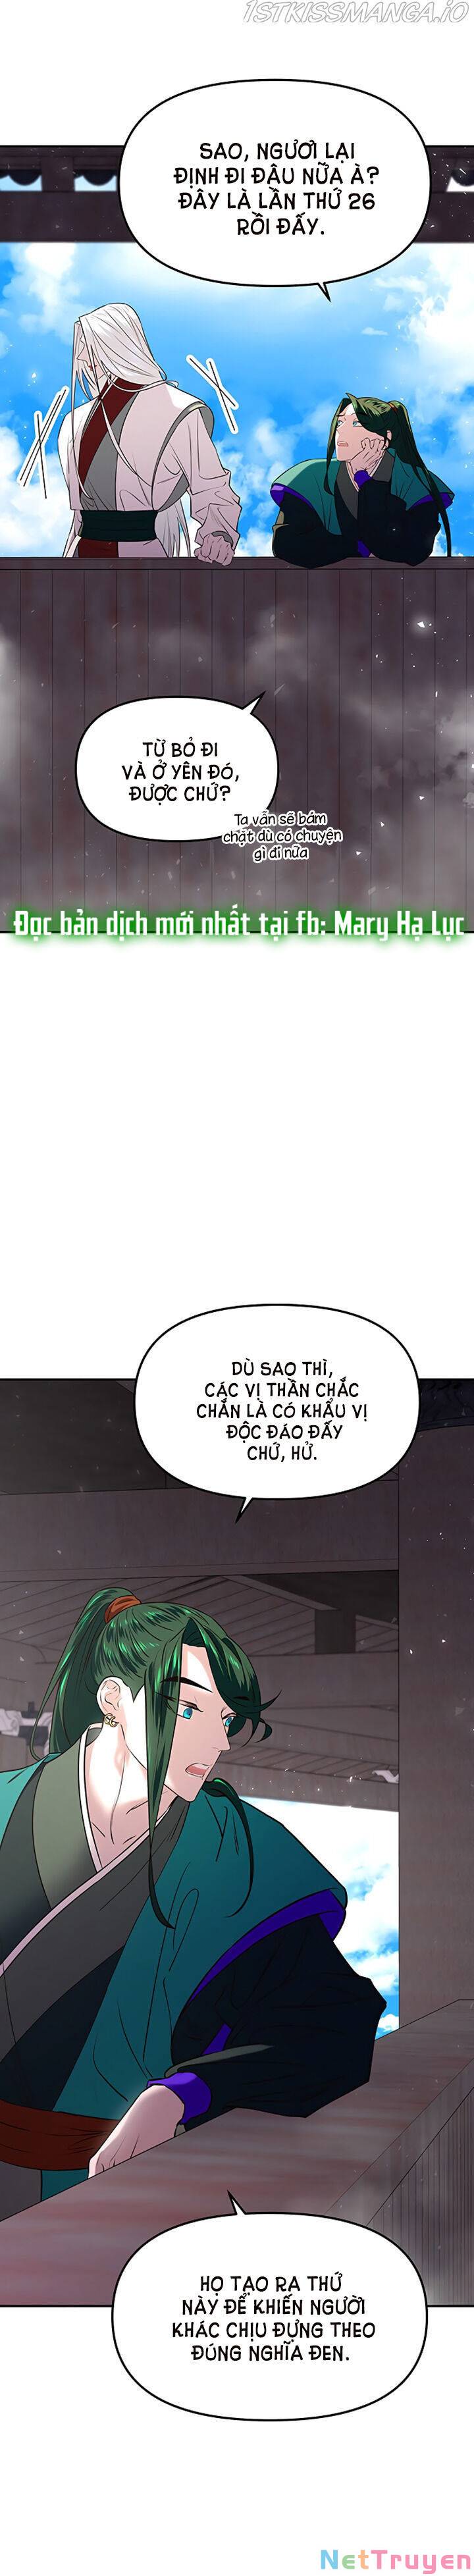 1STKISSMANGA.IO
SAO, NGƯƠI LẠI
ĐỊNH ĐI ĐÂU NỮA À?
ĐÂY LÀ LẦN THỨ 26
RỒI ĐẤY.
TỪ BỎ ĐI
VÀ Ở YÊN ĐÓ,
ĐƯỢC CHỨ?
Ta vẫn sẽ bám
chặt dù có chuyện
gì đi nữa
Đọc bản dịch mới nhất tại fb: Mary Hạ Lục
DÙ SAO THÌ,
CÁC VỊ THẦN CHẮC
CHẮN LÀ CÓ KHẨU VỊ
ĐỘC ĐÁO ĐẤY
CHỨ, HỬ.
HỌ TẠO RA THỨ
NÀY ĐỂ KHIẾN NGƯỜI
KHÁC CHỊU ĐỰNG THEO
ĐÚNG NGHĨA ĐEN.
NetTruyen